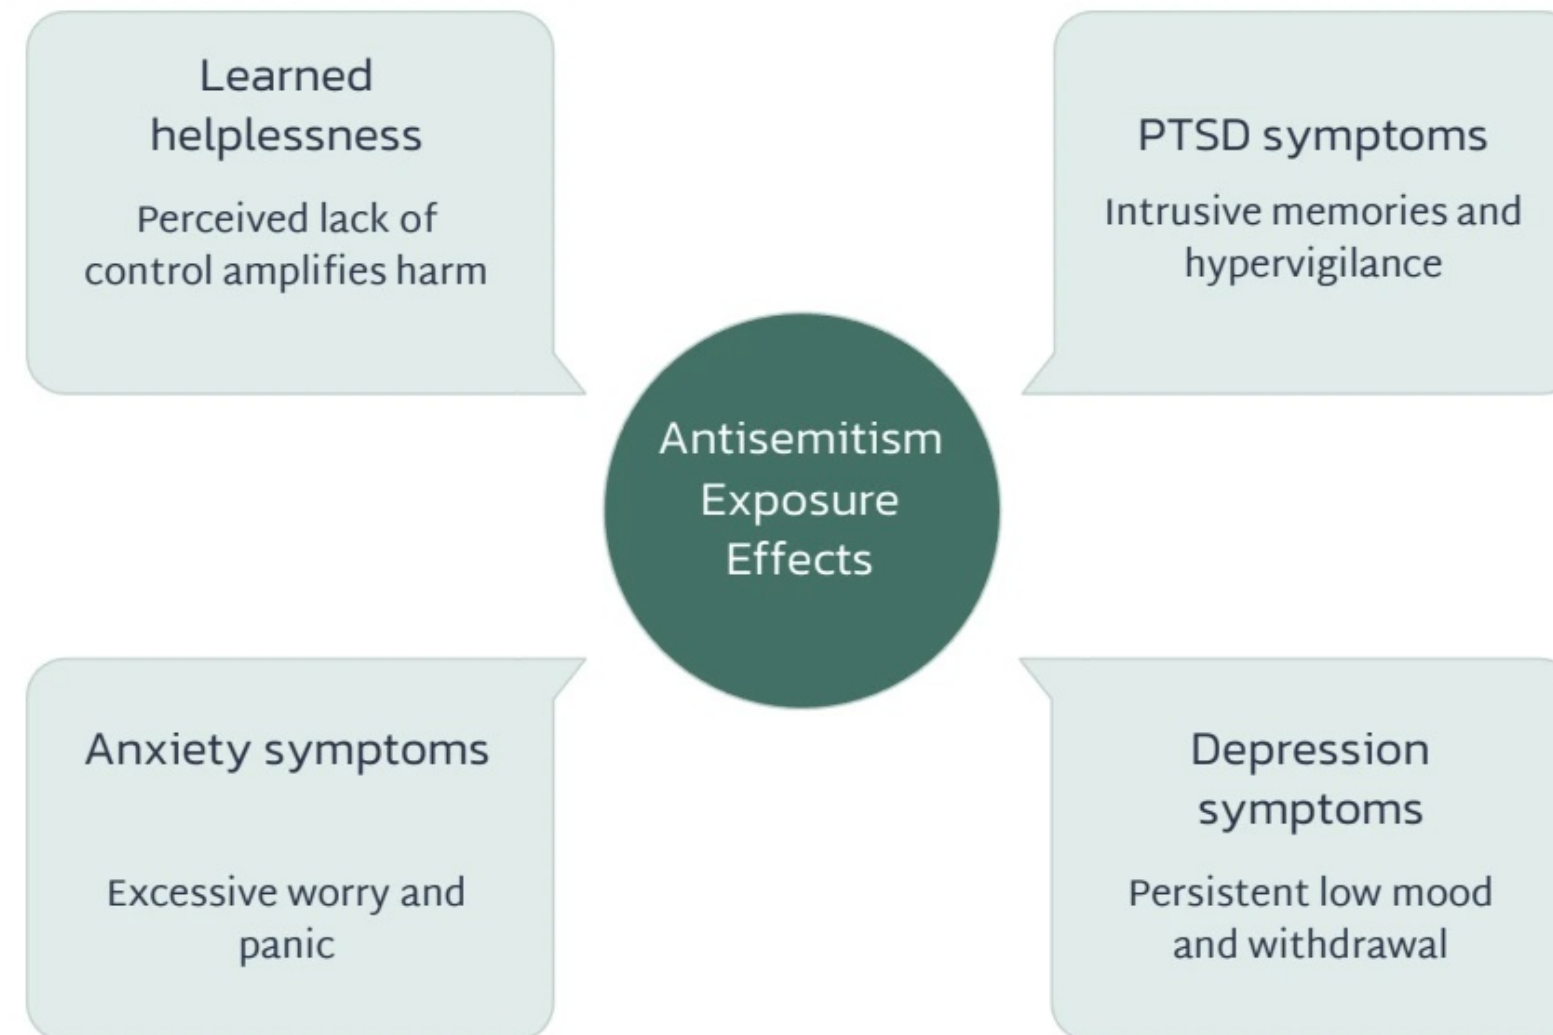 Learned
helplessness
Perceived lack of
control amplifies harm
PTSD symptoms
Intrusive memories and
hypervigilance
Antisemitism
Exposure
Effects
Anxiety symptoms
Excessive worry and
panic
Depression
symptoms
Persistent low mood
and withdrawal